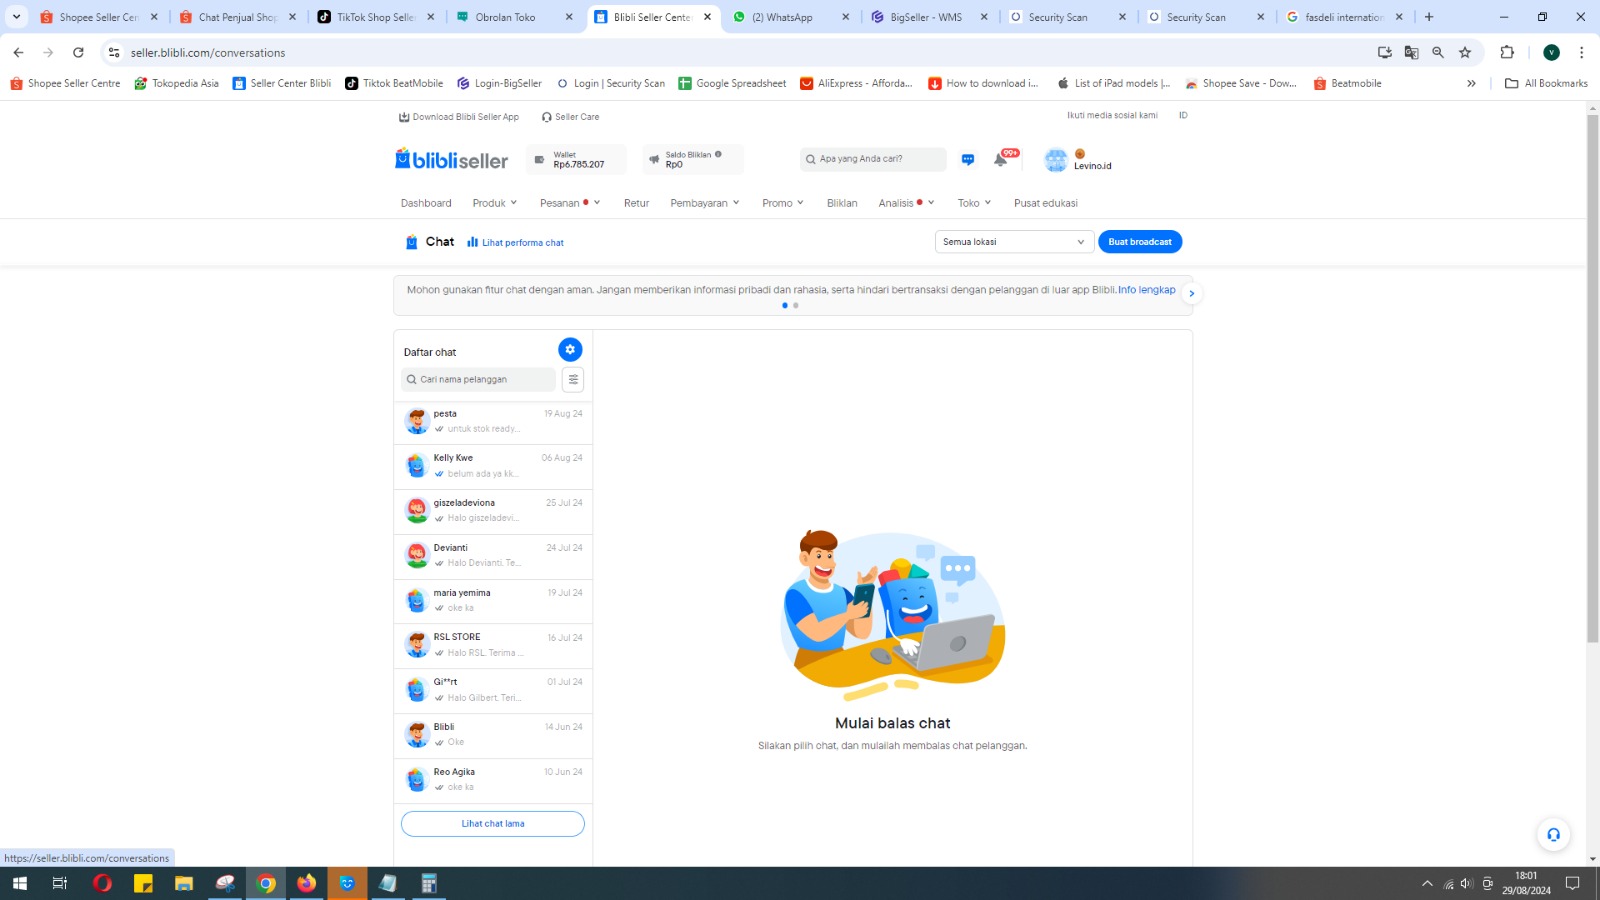 Shopee Seller Cen
Chat Penjual Shop
TikTok Shop Selle
Obrolan Toko
Blibli Seller Cente
(2) WhatsApp
BigSeller - WMS
Security Scan
Security Scan
fasdeli internation
seller.blibli.com/conversations
v
Shopee Seller Centre
Tokopedia Asia
Seller Center Blibli
Tiktok BeatMobile
Login-BigSeller
Login | Security Scan
Google Spreadsheet
AliExpress - Afforda...
How to download i...
List of iPad models |...
Shopee Save - Dow...
Beatmobile
All Bookmarks
Download Blibli Seller App
Seller Care
Ikuti media sosial kami
ID
blibli seller
Wallet
Rp6.785.207
Saldo Bliklan
Rp0
Apa yang Anda cari?
99+
Levino.id
Dashboard
Produk
Pesanan
Retur
Pembayaran
Promo
Bliklan
Analisis
Toko
Pusat edukasi
Chat
Lihat performa chat
Semua lokasi
Buat broadcast
Mohon gunakan fitur chat dengan aman. Jangan memberikan informasi pribadi dan rahasia, serta hindari bertransaksi dengan pelanggan di luar app Blibli. Info lengkap
Daftar chat
Cari nama pelanggan
pesta
19 Aug 24
untuk stok ready...
Kelly Kwe
06 Aug 24
belum ada ya kk...
giszeladeviona
25 Jul 24
Halo giszeladevi...
Devianti
24 Jul 24
Halo Devianti. Te...
maria yemima
19 Jul 24
oke ka
RSL STORE
16 Jul 24
Halo RSL. Terima ...
Gi**rt
01 Jul 24
Halo Gilbert. Teri...
Blibli
14 Jun 24
Oke
Reo Agika
10 Jun 24
oke ka
Lihat chat lama
Mulai balas chat
Silakan pilih chat, dan mulailah membalas chat pelanggan.
https://seller.blibli.com/conversations
18:01
29/08/2024